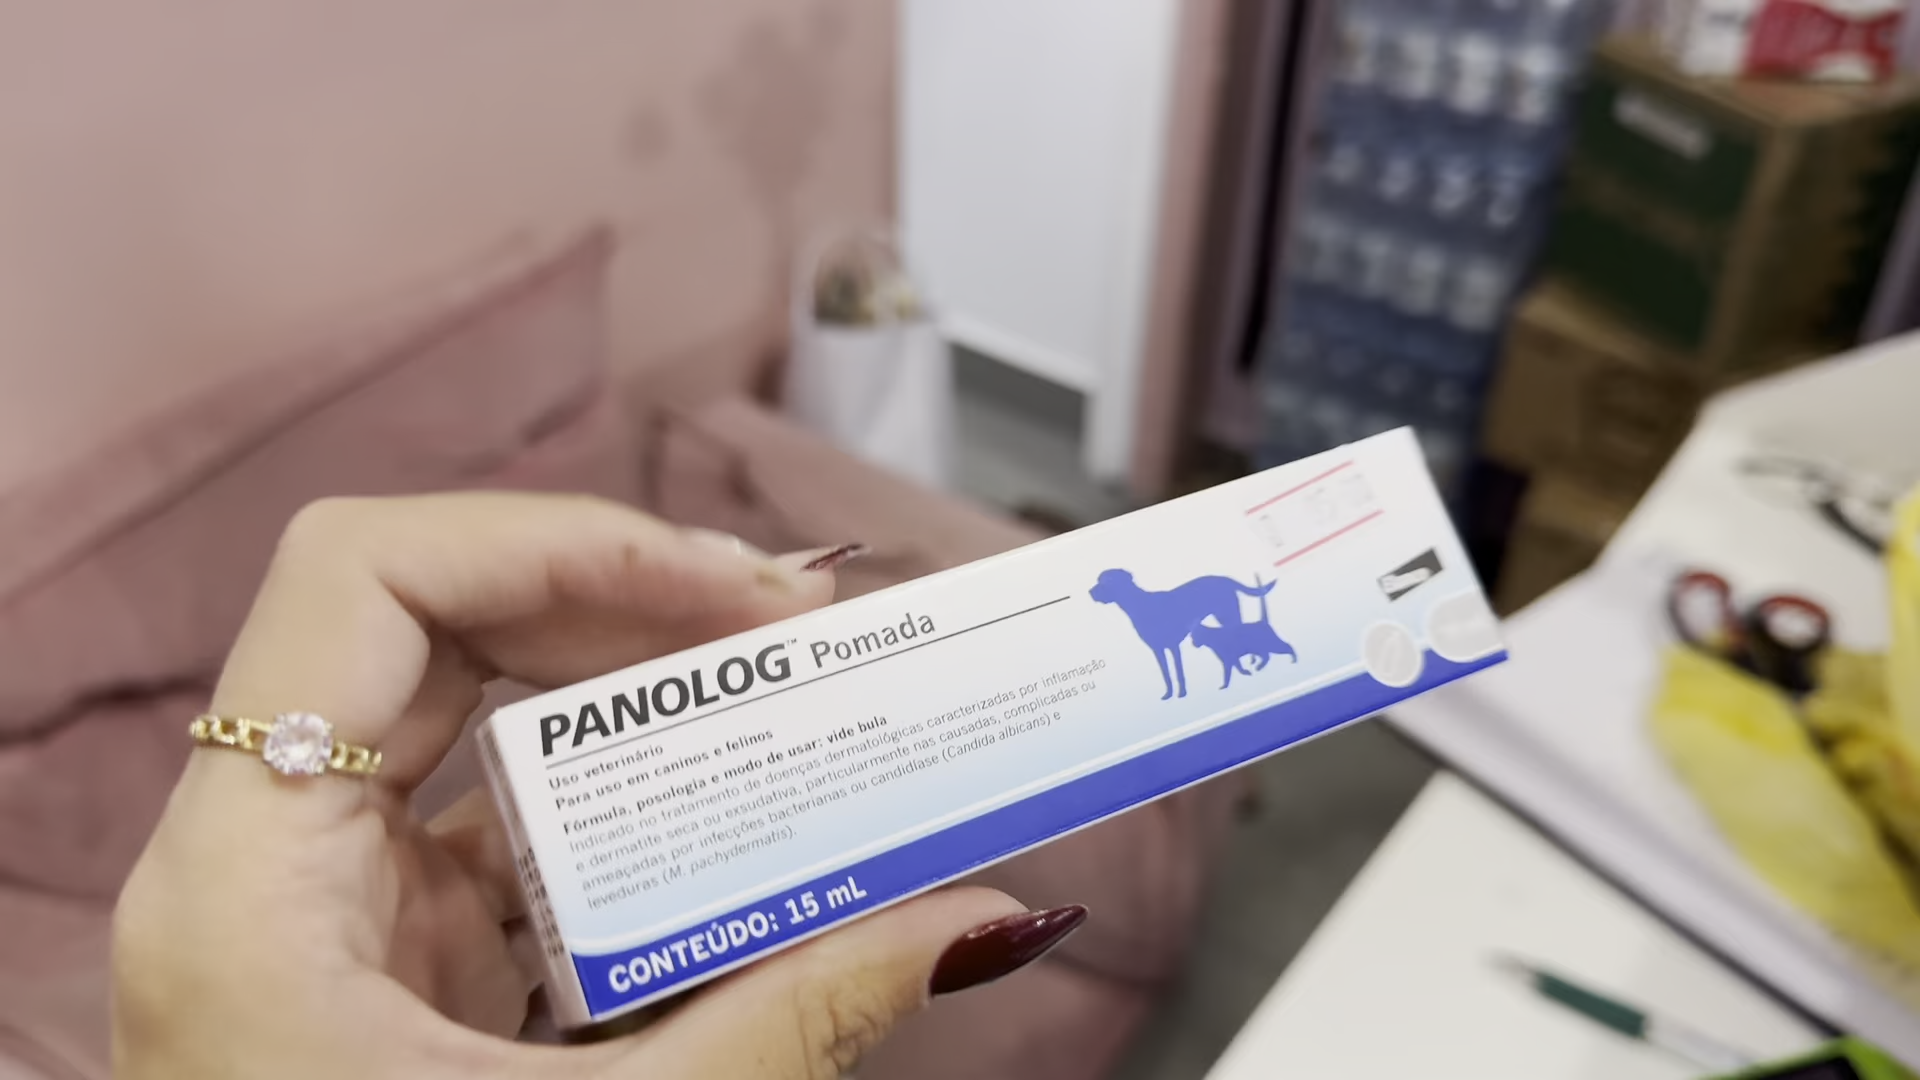 PANOLOG™ Pomada
Uso veterinário
Para uso em caninos e felinos
Fórmula, posologia e modo de usar: vide bula
Indicado no tratamento de doenças dermatológicas caracterizadas por inflamação
e dermatite seca ou exsudativa, particularmente nas causadas, complicadas ou
ameaçadas por infecções bacterianas ou candidíase (Candida albicans) e
leveduras (M. pachydermatis).
CONTEÚDO: 15 mL